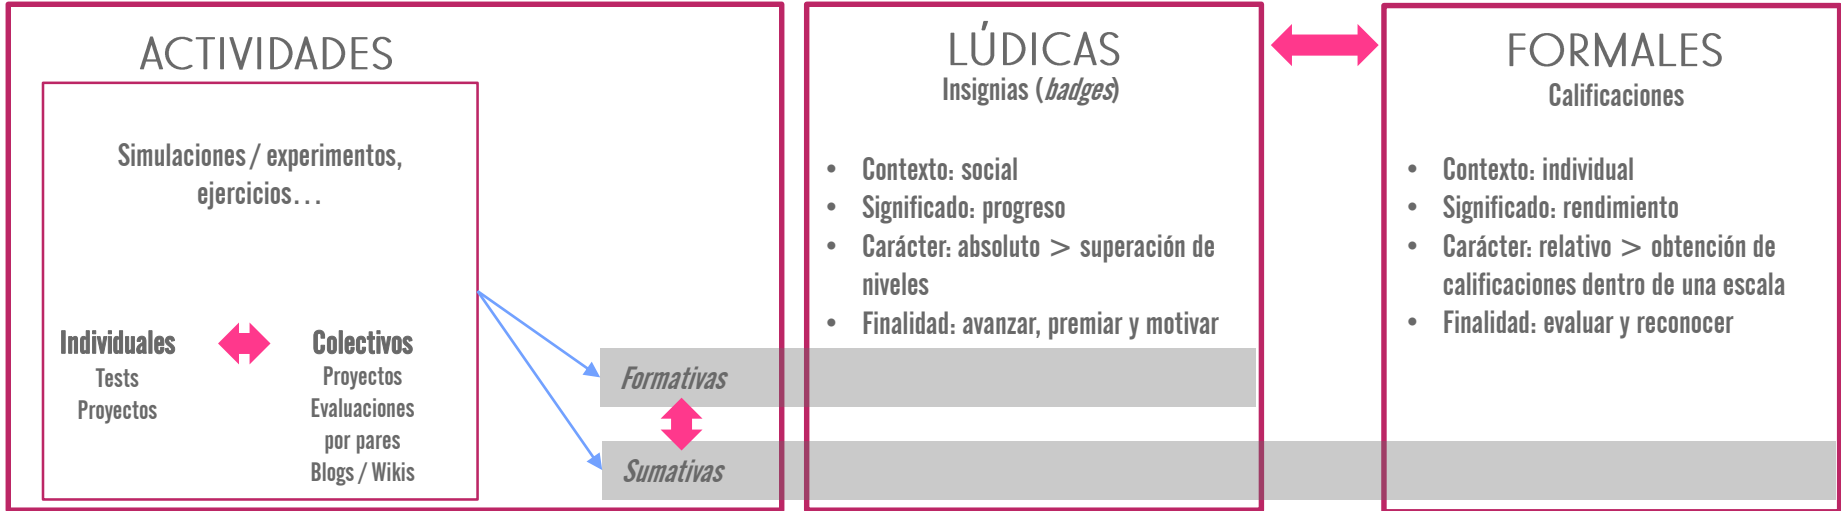 ACTIVIDADES
Simulaciones / experimentos,
ejercicios…
Individuales
Tests
Proyectos
Colectivos
Proyectos
Evaluaciones
por pares
Blogs / Wikis
Formativas
Sumativas
LÚDICAS
Insignias (badges)
• Contexto: social
• Significado: progreso
• Carácter: absoluto > superación de
niveles
• Finalidad: avanzar, premiar y motivar
FORMALES
Calificaciones
• Contexto: individual
• Significado: rendimiento
• Carácter: relativo > obtención de
calificaciones dentro de una escala
• Finalidad: evaluar y reconocer